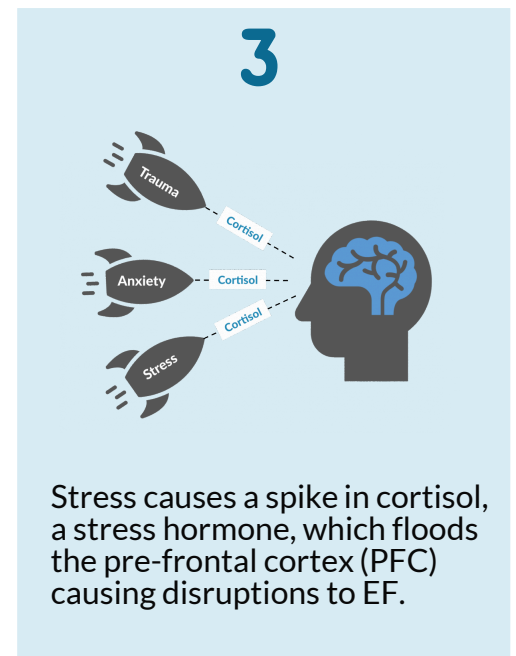 3
Trauma
Cortisol
Anxiety
Cortisol
Cortisol
Stress
Stress causes a spike in cortisol,
a stress hormone, which floods
the pre-frontal cortex (PFC)
causing disruptions to EF.